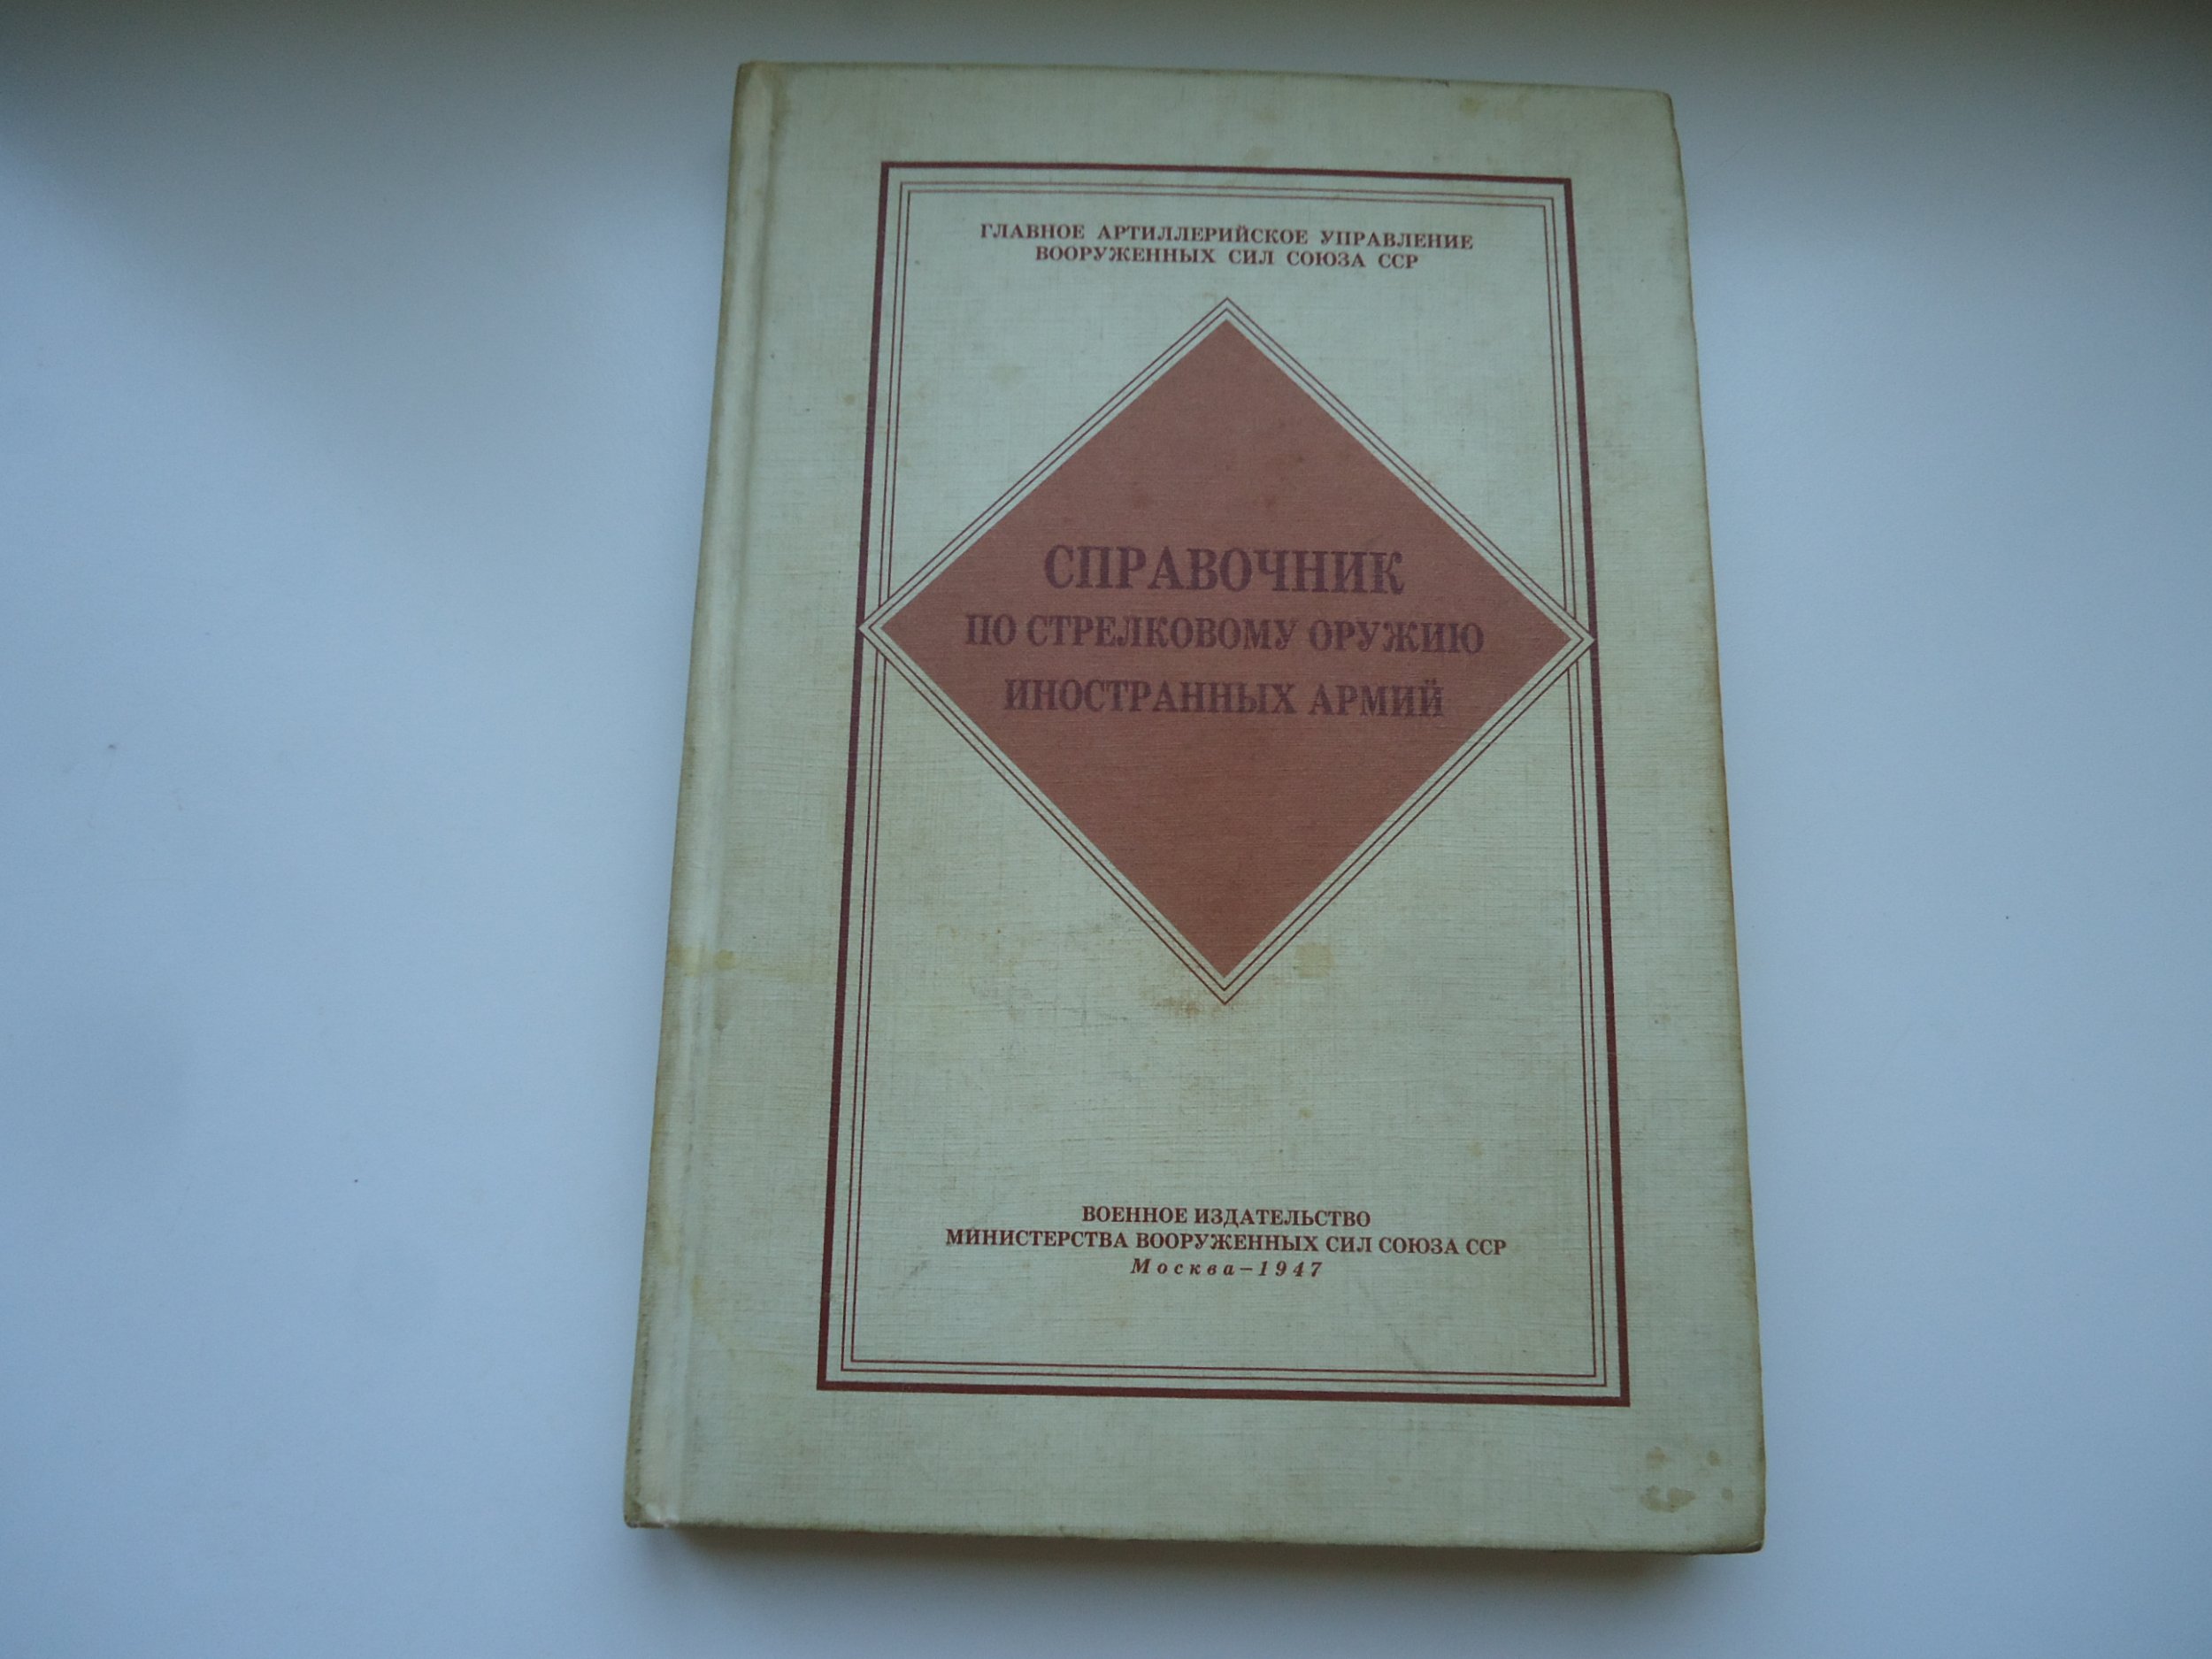 ГЛАВНОЕ АРТИЛЛЕРИЙСКОЕ УПРАВЛЕНИЕ
ВООРУЖЕННЫХ СИЛ СОЮЗА ССР
СПРАВОЧНИК
ПО СТРЕЛКОВОМУ ОРУЖИЮ
ИНОСТРАННЫХ АРМИЙ
ВОЕННОЕ ИЗДАТЕЛЬСТВО
МИНИСТЕРСТВА ВООРУЖЕННЫХ СИЛ СОЮЗА ССР
Москва – 1947